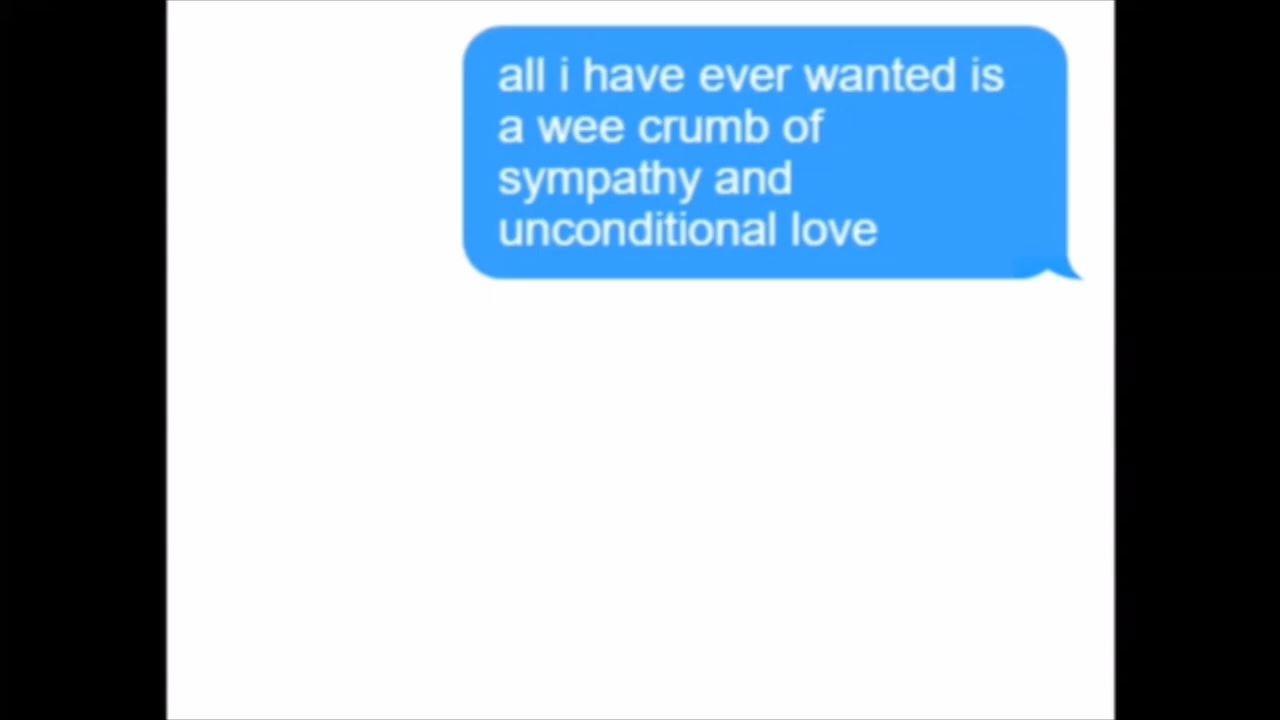 all i have ever wanted is
a wee crumb of
sympathy and
unconditional love